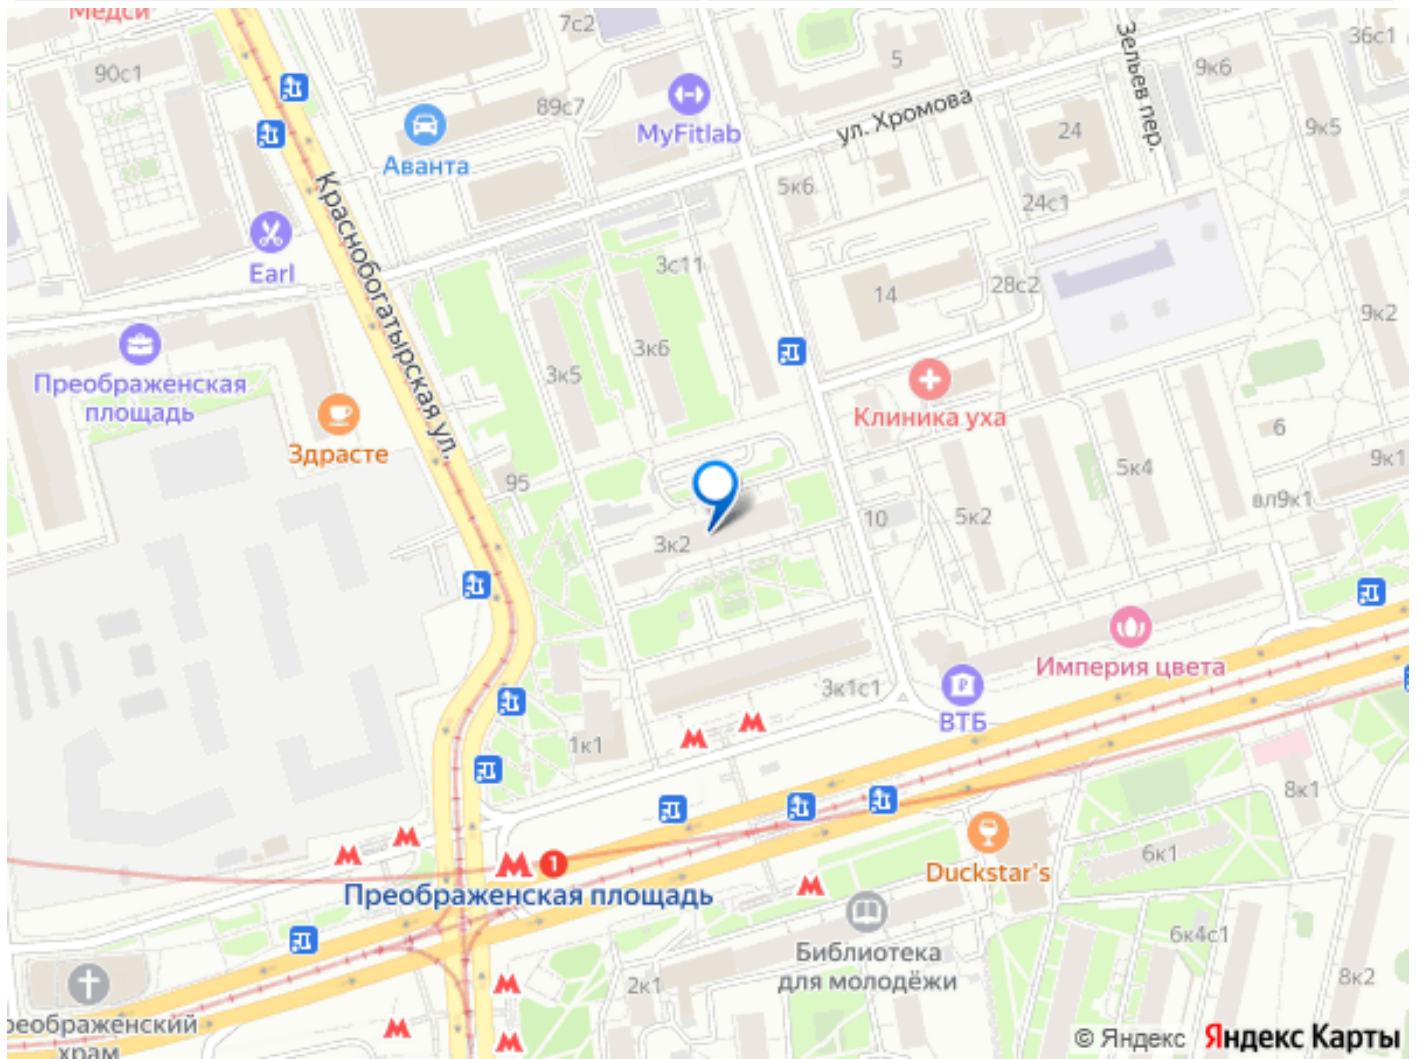 Медси
7с2
36с1
90с1
5
9к6
Зельев пер.
89с7
MyFitlab
ул. Хромова
24
9к5
Аванта
5к6
24с1
Краснобогатырская ул.
Earl
3с11
14
28с2
9к2
3к6
3к5
Преображенская
площадь
Клиника уха
Здрасте
6
95
5к4
9к1
вл9к1
10
5к2
3к2
Империя цвета
3к1с1
ВТБ
1к1
8к1
6к1
1
Duckstar's
Преображенская площадь
6к4с1
Библиотека
для молодёжи
2к1
8к2
реображенский
храм
© Яндекс Яндекс Карты